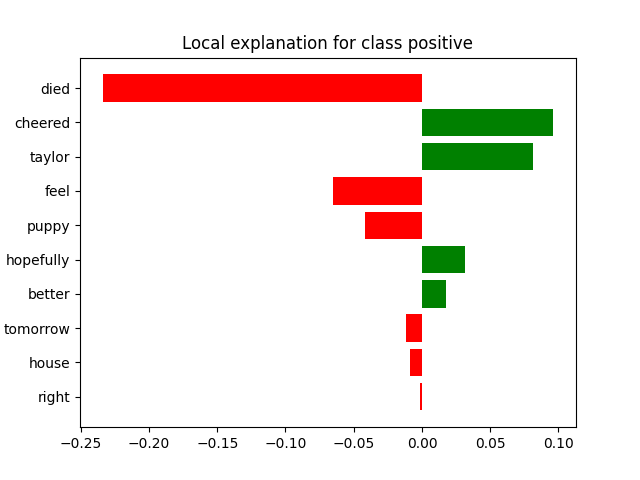 Local explanation for class positive
died
cheered
taylor
feel
puppy
hopefully
better
tomorrow
house
right
−0.25 −0.20 −0.15 −0.10 −0.05 0.00 0.05 0.10